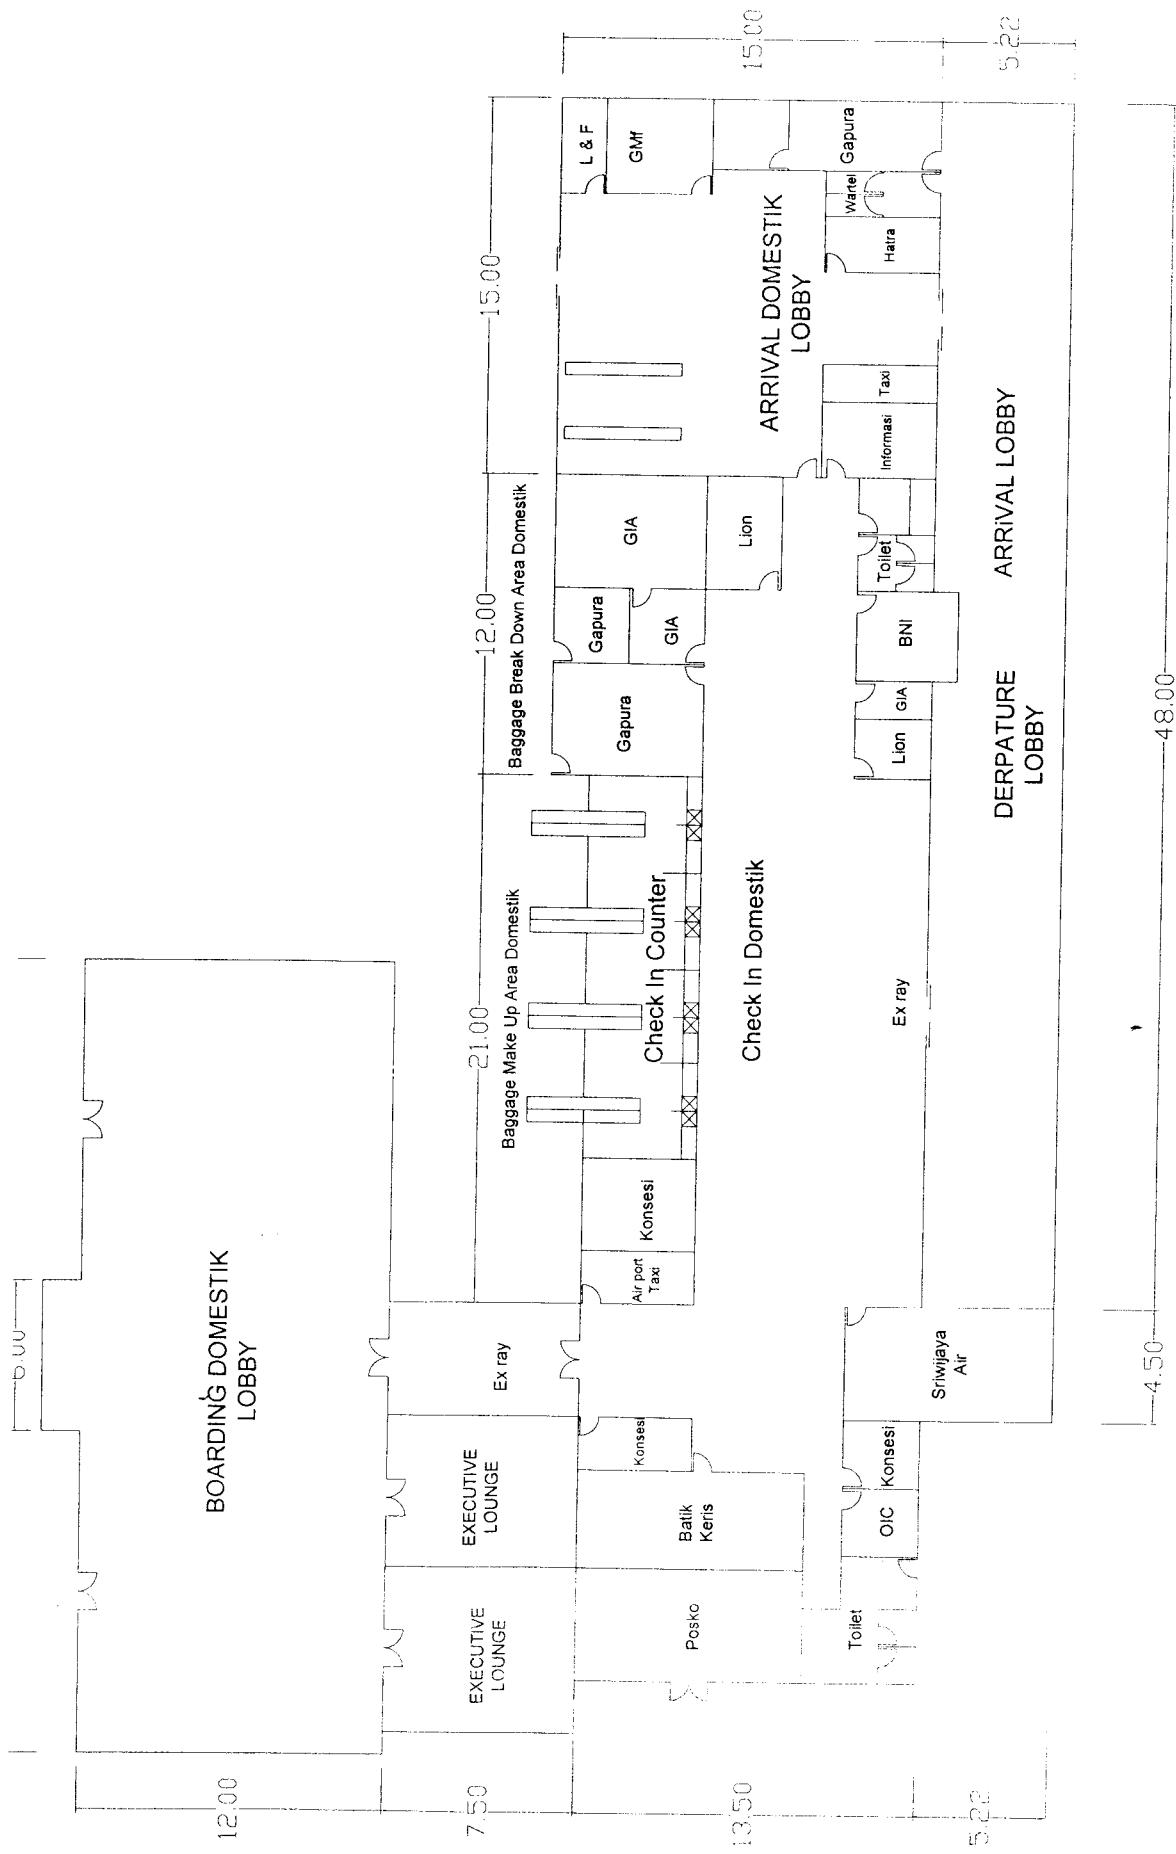 6.00
BOARDING DOMESTIK
LOBBY
12.00
7.50
13.50
5.22
EXECUTIVE
LOUNGE
EXECUTIVE
LOUNGE
Ex ray
Posko
Batik
Keris
Konsesi
Toilet
OIC
Konsesi
Sriwijaya
Air
4.50
48.00
21.00
Baggage Make Up Area Domestik
Air port
Taxi
Konsesi
Check In Counter
Check In Domestik
Ex ray
12.00
Baggage Break Down Area Domestik
Gapura
Gapura
GIA
GIA
Lion
Lion
GIA
BNI
Toilet
DERPATURE
LOBBY
ARRIVAL LOBBY
15.00
ARRIVAL DOMESTIK
LOBBY
Informasi
Taxi
Hatra
Wartel
Gapura
L & F
GMf
15.00
5.22